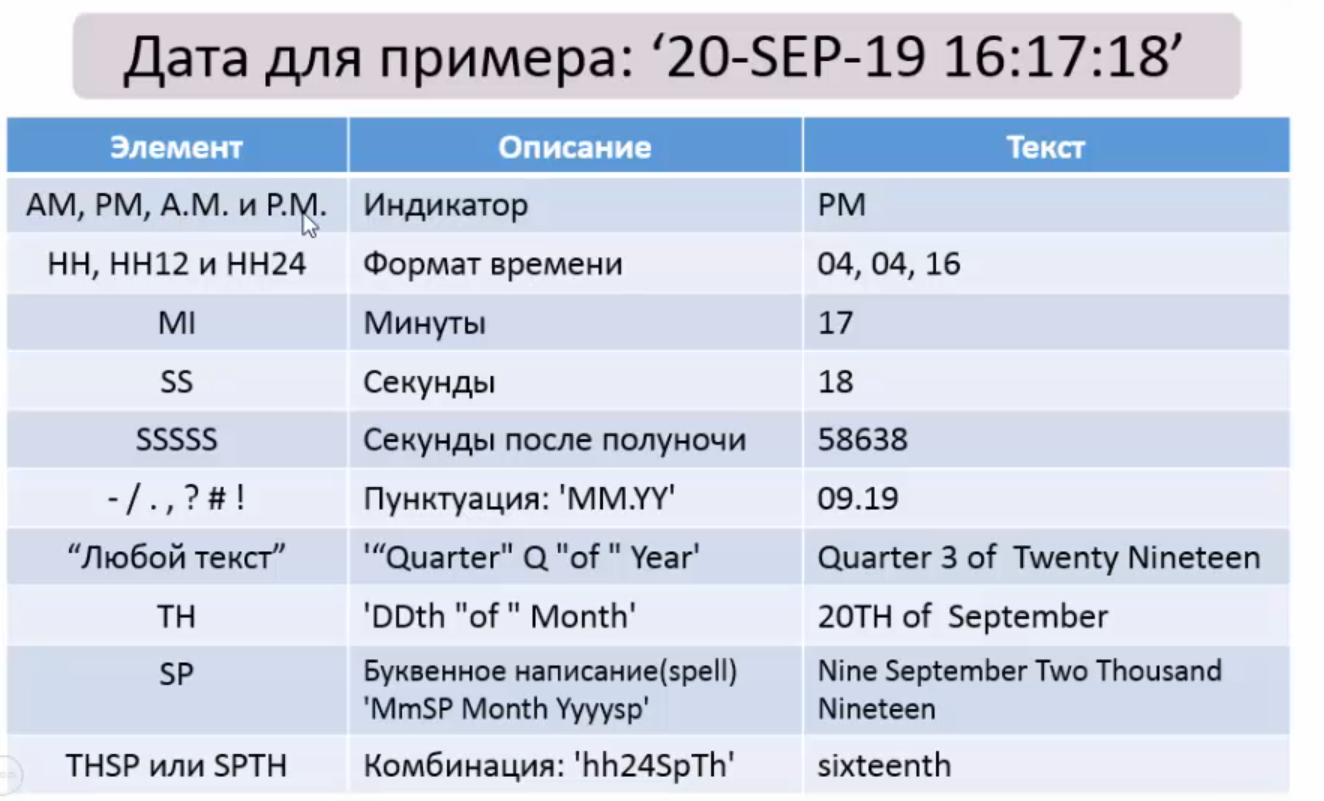 Дата для примера: ‘20-SEP-19 16:17:18’
Элемент Описание Текст
AM, PM, A.M. и P.M. Индикатор PM
HH, HH12 и HH24 Формат времени 04, 04, 16
MI Минуты 17
SS Секунды 18
SSSSS Секунды после полуночи 58638
- / . , ? # ! Пунктуация: 'MM.YY' 09.19
“Любой текст” '“Quarter" Q "of " Year' Quarter 3 of  Twenty Nineteen
TH 'DDth "of " Month' 20TH of  September
SP Буквенное написание(spell) Nine September Two Thousand
'MmSP Month Yyyysp' Nineteen
THSP или SPTH Комбинация: 'hh24SpTh' sixteenth